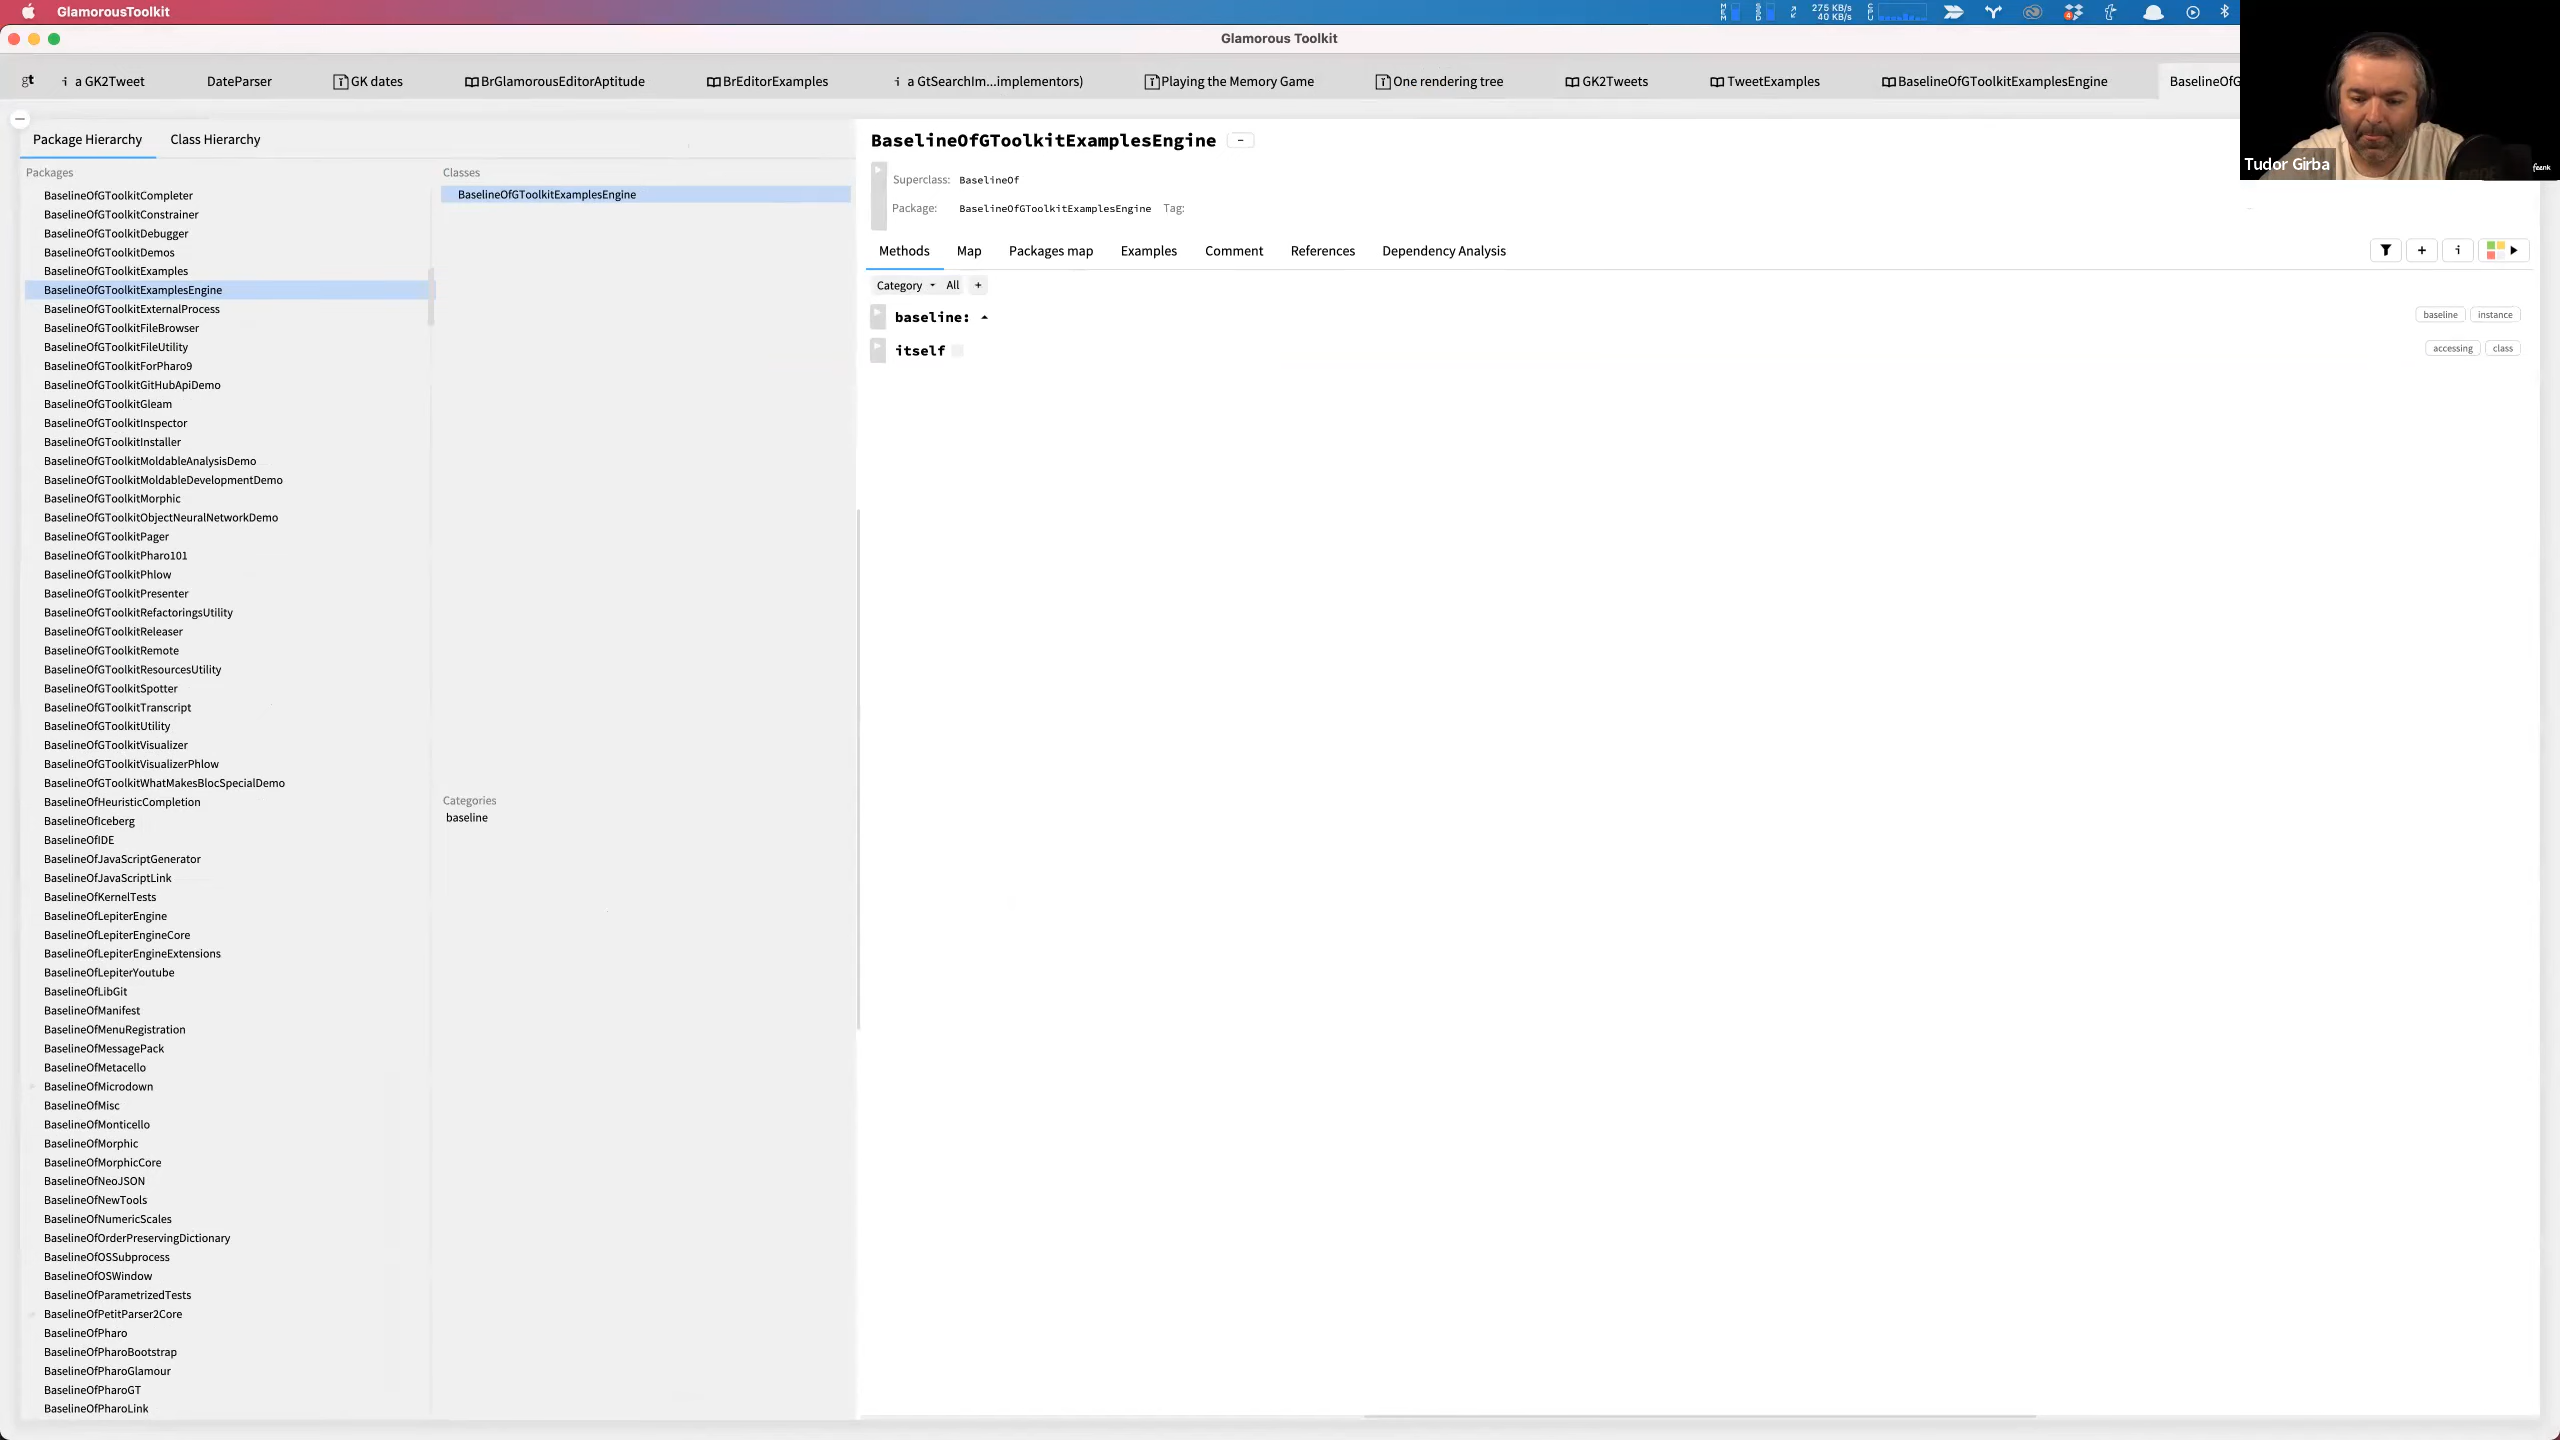 GlamorousToolkit
275 KB/s
40 KB/s
Glamorous Toolkit
gt
i a GK2Tweet
DateParser
GK dates
BrGlamorousEditorAptitude
BrEditorExamples
i a GtSearchIm...implementors)
Playing the Memory Game
One rendering tree
GK2Tweets
TweetExamples
BaselineOfGToolkitExamplesEngine
BaselineOfG
Tudor Girba
feenk
Package Hierarchy
Class Hierarchy
Packages
BaselineOfGToolkitCompleter
BaselineOfGToolkitConstrainer
BaselineOfGToolkitDebugger
BaselineOfGToolkitDemos
BaselineOfGToolkitExamples
BaselineOfGToolkitExamplesEngine
BaselineOfGToolkitExternalProcess
BaselineOfGToolkitFileBrowser
BaselineOfGToolkitFileUtility
BaselineOfGToolkitForPharo9
BaselineOfGToolkitGitHubApiDemo
BaselineOfGToolkitGleam
BaselineOfGToolkitInspector
BaselineOfGToolkitInstaller
BaselineOfGToolkitMoldableAnalysisDemo
BaselineOfGToolkitMoldableDevelopmentDemo
BaselineOfGToolkitMorphic
BaselineOfGToolkitObjectNeuralNetworkDemo
BaselineOfGToolkitPager
BaselineOfGToolkitPharo101
BaselineOfGToolkitPhlow
BaselineOfGToolkitPresenter
BaselineOfGToolkitRefactoringsUtility
BaselineOfGToolkitReleaser
BaselineOfGToolkitRemote
BaselineOfGToolkitResourcesUtility
BaselineOfGToolkitSpotter
BaselineOfGToolkitTranscript
BaselineOfGToolkitUtility
BaselineOfGToolkitVisualizer
BaselineOfGToolkitVisualizerPhlow
BaselineOfGToolkitWhatMakesBlocSpecialDemo
BaselineOfHeuristicCompletion
BaselineOfIceberg
BaselineOfIDE
BaselineOfJavaScriptGenerator
BaselineOfJavaScriptLink
BaselineOfKernelTests
BaselineOfLepiterEngine
BaselineOfLepiterEngineCore
BaselineOfLepiterEngineExtensions
BaselineOfLepiterYoutube
BaselineOfLibGit
BaselineOfManifest
BaselineOfMenuRegistration
BaselineOfMessagePack
BaselineOfMetacello
BaselineOfMicrodown
BaselineOfMisc
BaselineOfMonticello
BaselineOfMorphic
BaselineOfMorphicCore
BaselineOfNeoJSON
BaselineOfNewTools
BaselineOfNumericScales
BaselineOfOrderPreservingDictionary
BaselineOfOSSubprocess
BaselineOfOSWindow
BaselineOfParametrizedTests
BaselineOfPetitParser2Core
BaselineOfPharo
BaselineOfPharoBootstrap
BaselineOfPharoGlamour
BaselineOfPharoGT
BaselineOfPharoLink
Classes
BaselineOfGToolkitExamplesEngine
Categories
baseline
BaselineOfGToolkitExamplesEngine
Superclass: BaselineOf
Package: BaselineOfGToolkitExamplesEngine Tag:
Methods
Map
Packages map
Examples
Comment
References
Dependency Analysis
Category
All
+
baseline:
baseline
instance
itself
accessing
class